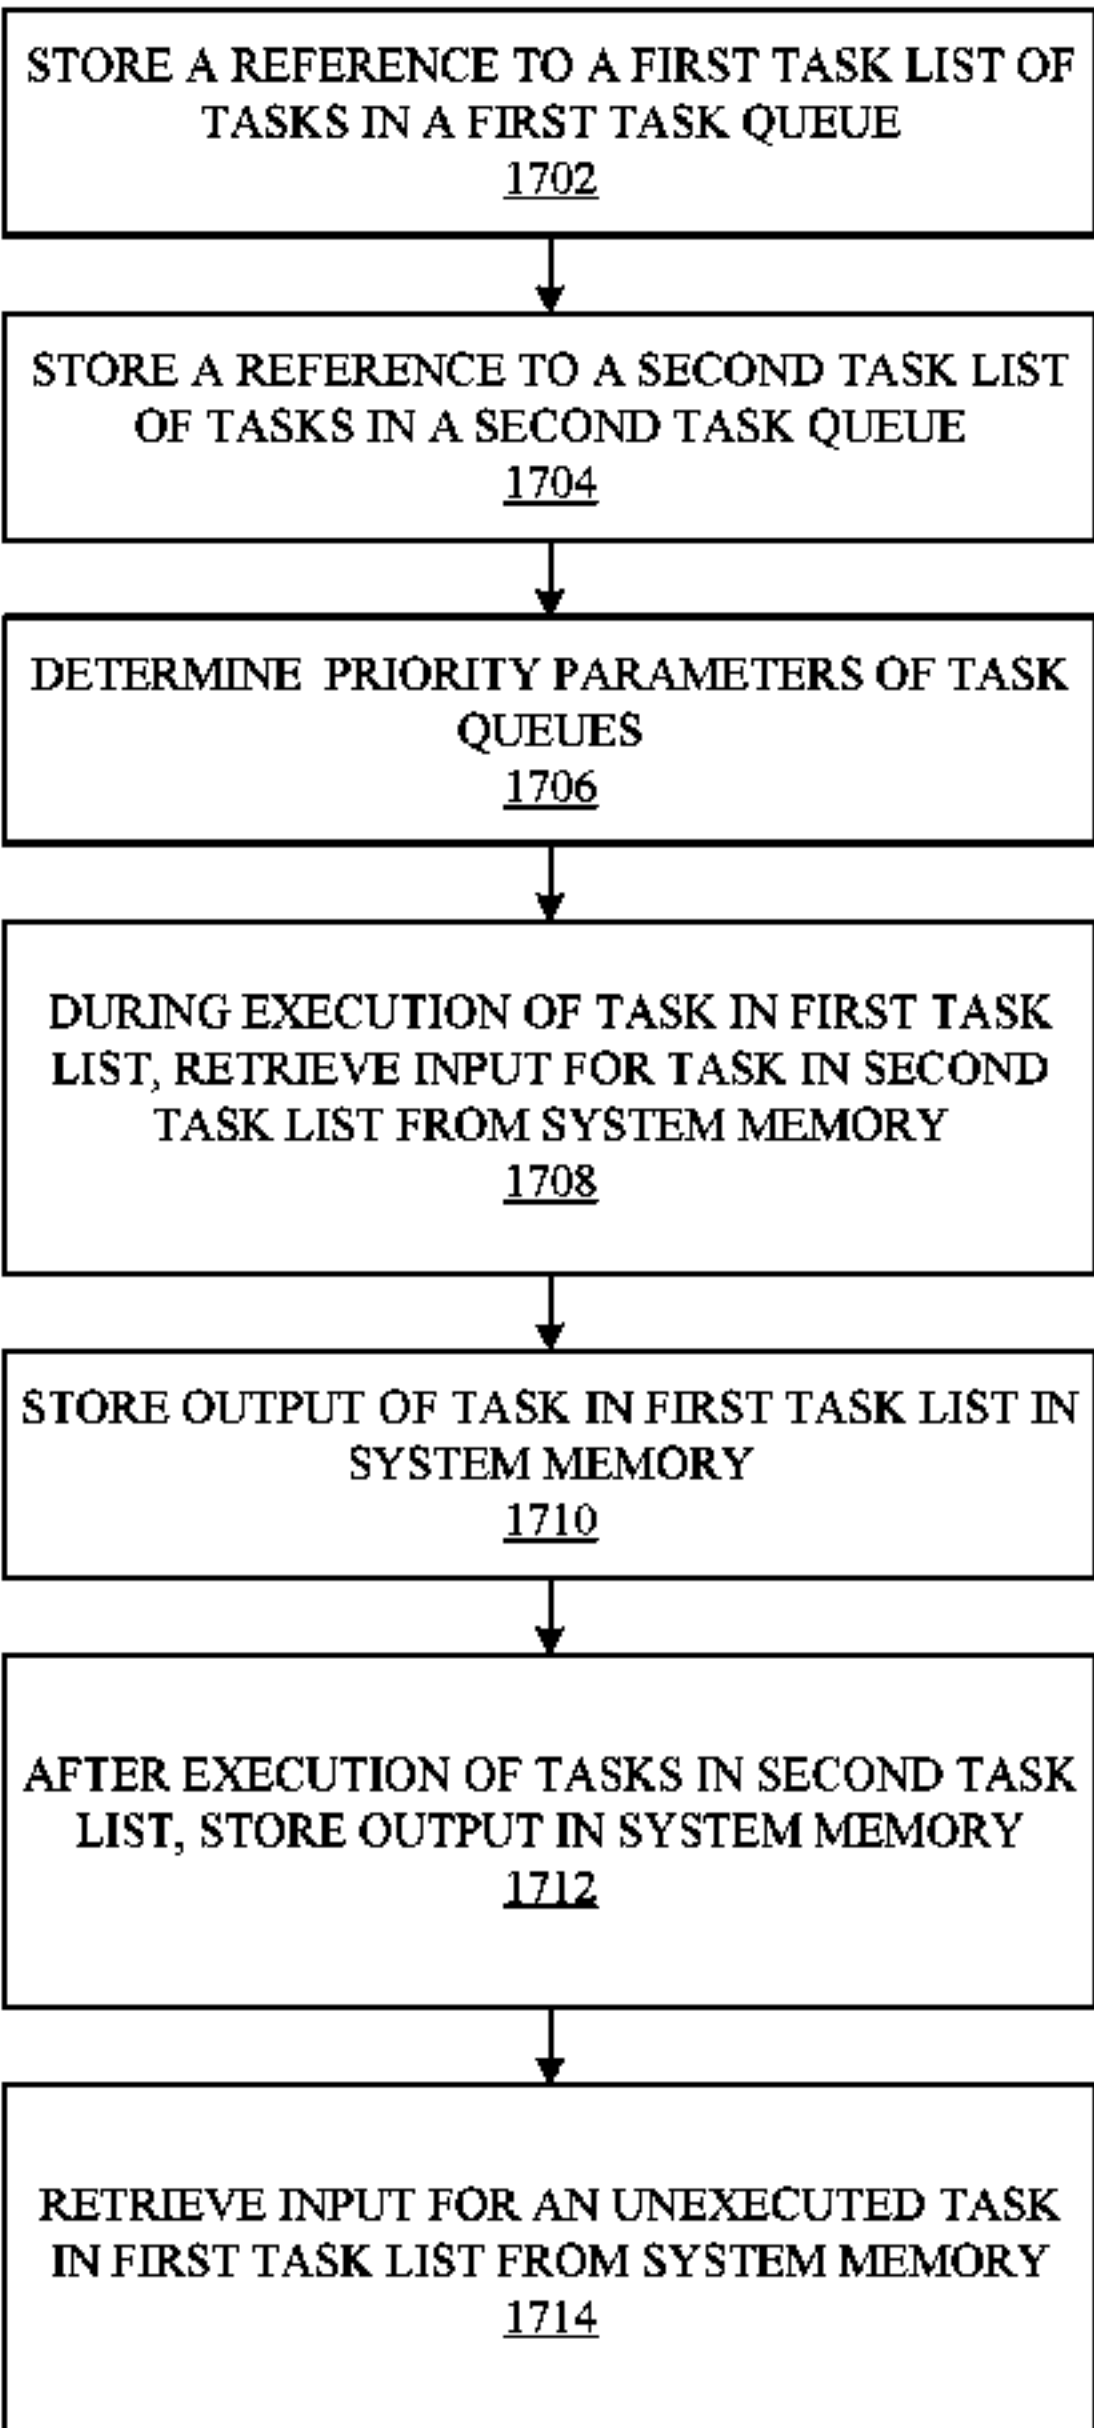 STORE A REFERENCE TO A FIRST TASK LIST OF
TASKS IN A FIRST TASK QUEUE
1702
STORE A REFERENCE TO A SECOND TASK LIST
OF TASKS IN A SECOND TASK QUEUE
1704
DETERMINE PRIORITY PARAMETERS OF TASK
QUEUES
1706
DURING EXECUTION OF TASK IN FIRST TASK
LIST, RETRIEVE INPUT FOR TASK IN SECOND
TASK LIST FROM SYSTEM MEMORY
1708
STORE OUTPUT OF TASK IN FIRST TASK LIST IN
SYSTEM MEMORY
1710
AFTER EXECUTION OF TASKS IN SECOND TASK
LIST, STORE OUTPUT IN SYSTEM MEMORY
1712
RETRIEVE INPUT FOR AN UNEXECUTED TASK
IN FIRST TASK LIST FROM SYSTEM MEMORY
1714